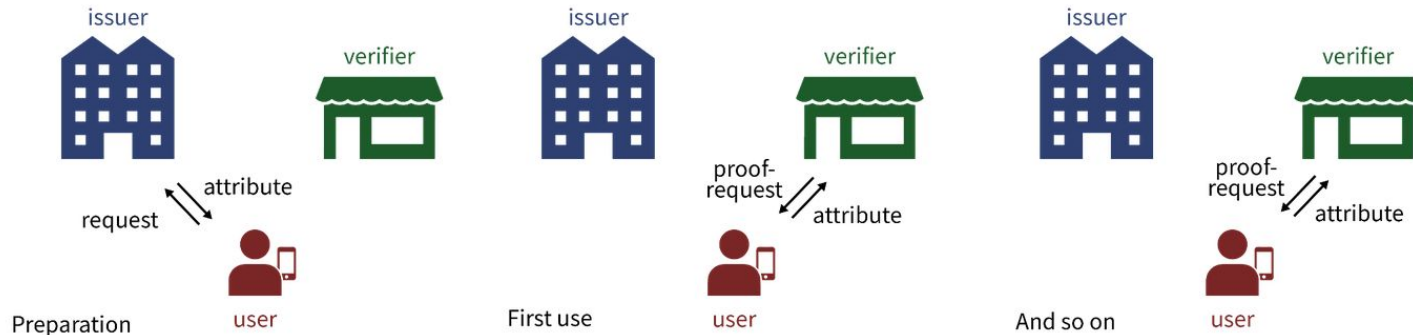 issuer
verifier
attribute
request
user
Preparation
issuer
verifier
proof-
request
attribute
user
First use
issuer
verifier
proof-
request
attribute
user
And so on